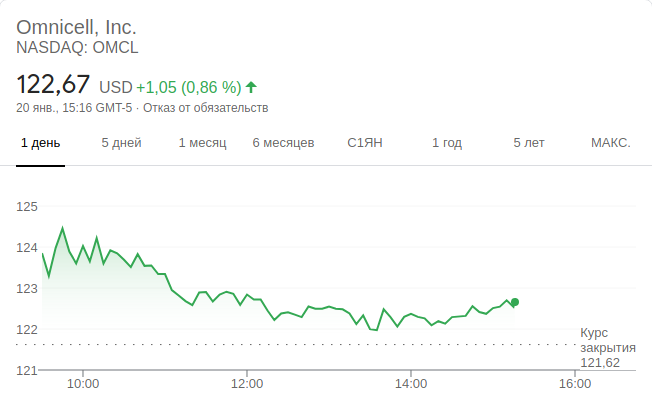 Omnicell, Inc.
NASDAQ: OMCL
122,67 USD +1,05 (0,86 %)
20 янв., 15:16 GMT-5 · Отказ от обязательств
1 день 5 дней 1 месяц 6 месяцев С1ЯН 1 год 5 лет МАКС.
125
124
123
122
Курс
закрытия
121,62
121
10:00 12:00 14:00 16:00